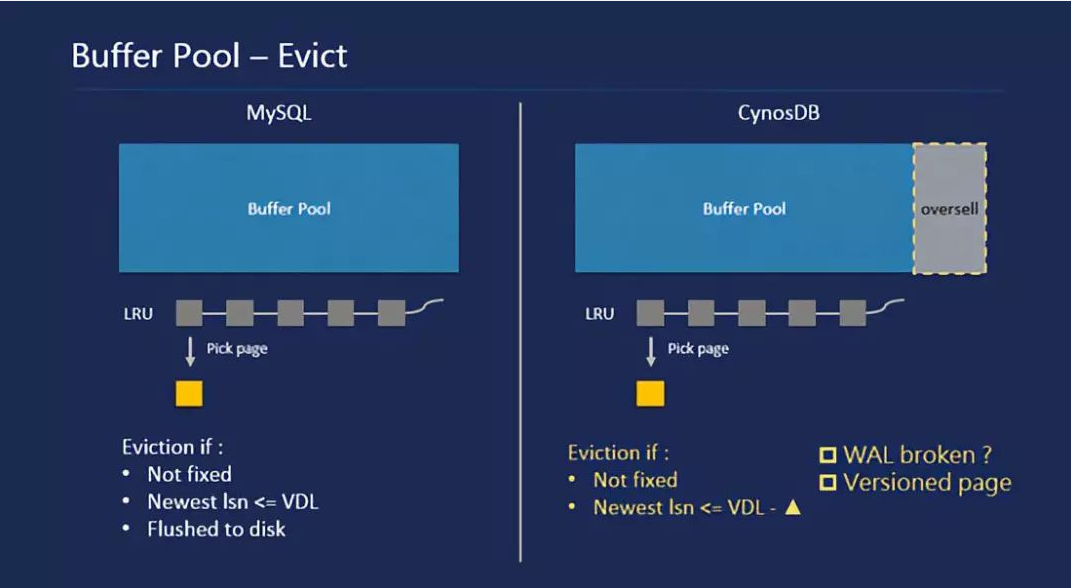 Buffer Pool – Evict
MySQL
Buffer Pool
LRU
Pick page
Eviction if :
• Not fixed
• Newest lsn <= VDL
• Flushed to disk
CynosDB
Buffer Pool
oversell
LRU
Pick page
Eviction if :
• Not fixed
• Newest lsn <= VDL - ▲
WAL broken ?
Versioned page